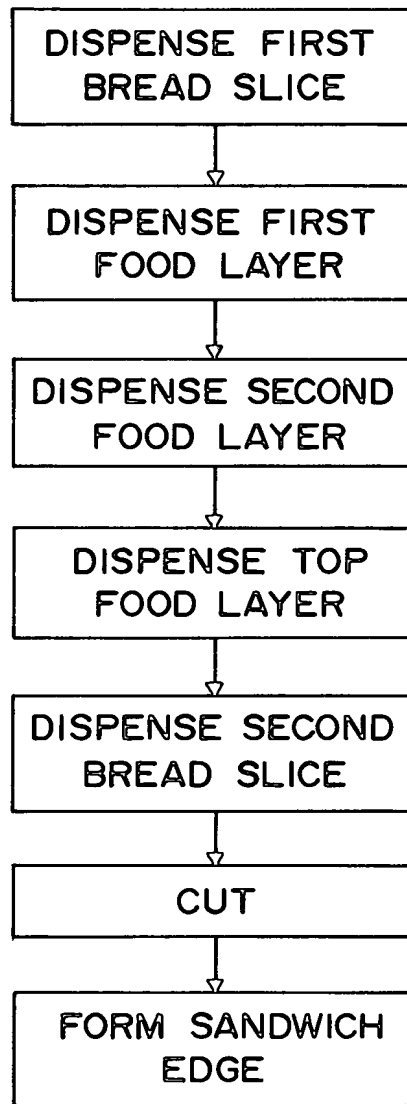 DISPENSE FIRST
BREAD SLICE
DISPENSE FIRST
FOOD LAYER
DISPENSE SECOND
FOOD LAYER
DISPENSE TOP
FOOD LAYER
DISPENSE SECOND
BREAD SLICE
CUT
FORM SANDWICH
EDGE